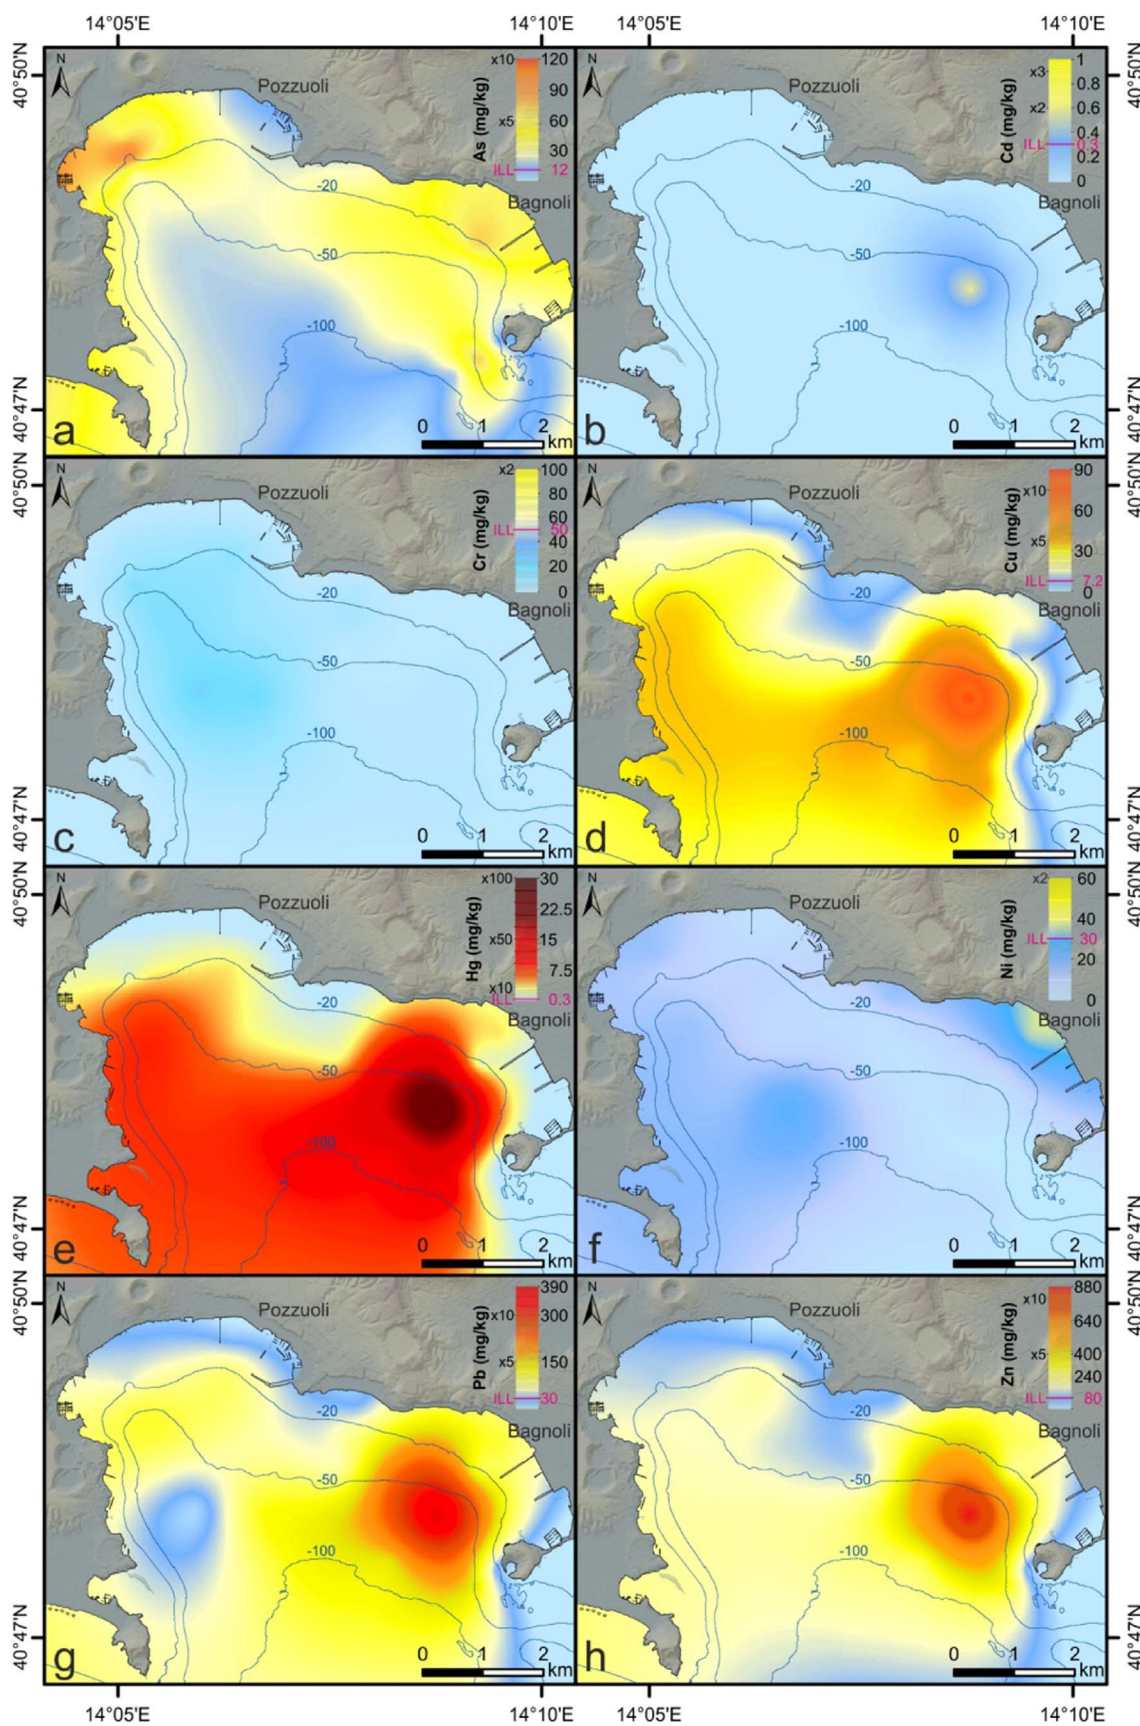 14°05'E 14°10'E 14°05'E 14°10'E
40°50'N 40°50'N
N Pozzuoli As (mg/kg) x10 x5 ILL 120 90 60 30 12
-20
-50
-100
Bagnoli
a 0 1 2 km
N Pozzuoli Cd (mg/kg) x3 x2 ILL 1 0.8 0.6 0.4 0.3 0.2 0
-20
-50
-100
Bagnoli
b 0 1 2 km
40°47'N 40°47'N
40°50'N 40°50'N
N Pozzuoli Cr (mg/kg) x2 ILL 100 80 60 50 40 20 0
-20
-50
-100
Bagnoli
c 0 1 2 km
N Pozzuoli Cu (mg/kg) x10 x5 ILL 90 60 30 7.2 0
-20
-50
-100
Bagnoli
d 0 1 2 km
40°47'N 40°47'N
40°50'N 40°50'N
N Pozzuoli Hg (mg/kg) x100 x50 x10 ILL 30 22.5 15 7.5 0.3
-20
-50
-100
Bagnoli
e 0 1 2 km
N Pozzuoli Ni (mg/kg) x2 ILL 60 40 30 20 0
-20
-50
-100
Bagnoli
f 0 1 2 km
40°47'N 40°47'N
40°50'N 40°50'N
N Pozzuoli Pb (mg/kg) x10 x5 ILL 390 300 150 30
-20
-50
-100
Bagnoli
g 0 1 2 km
N Pozzuoli Zn (mg/kg) x10 x5 ILL 880 640 400 240 80
-20
-50
-100
Bagnoli
h 0 1 2 km
40°47'N 40°47'N
14°05'E 14°10'E 14°05'E 14°10'E